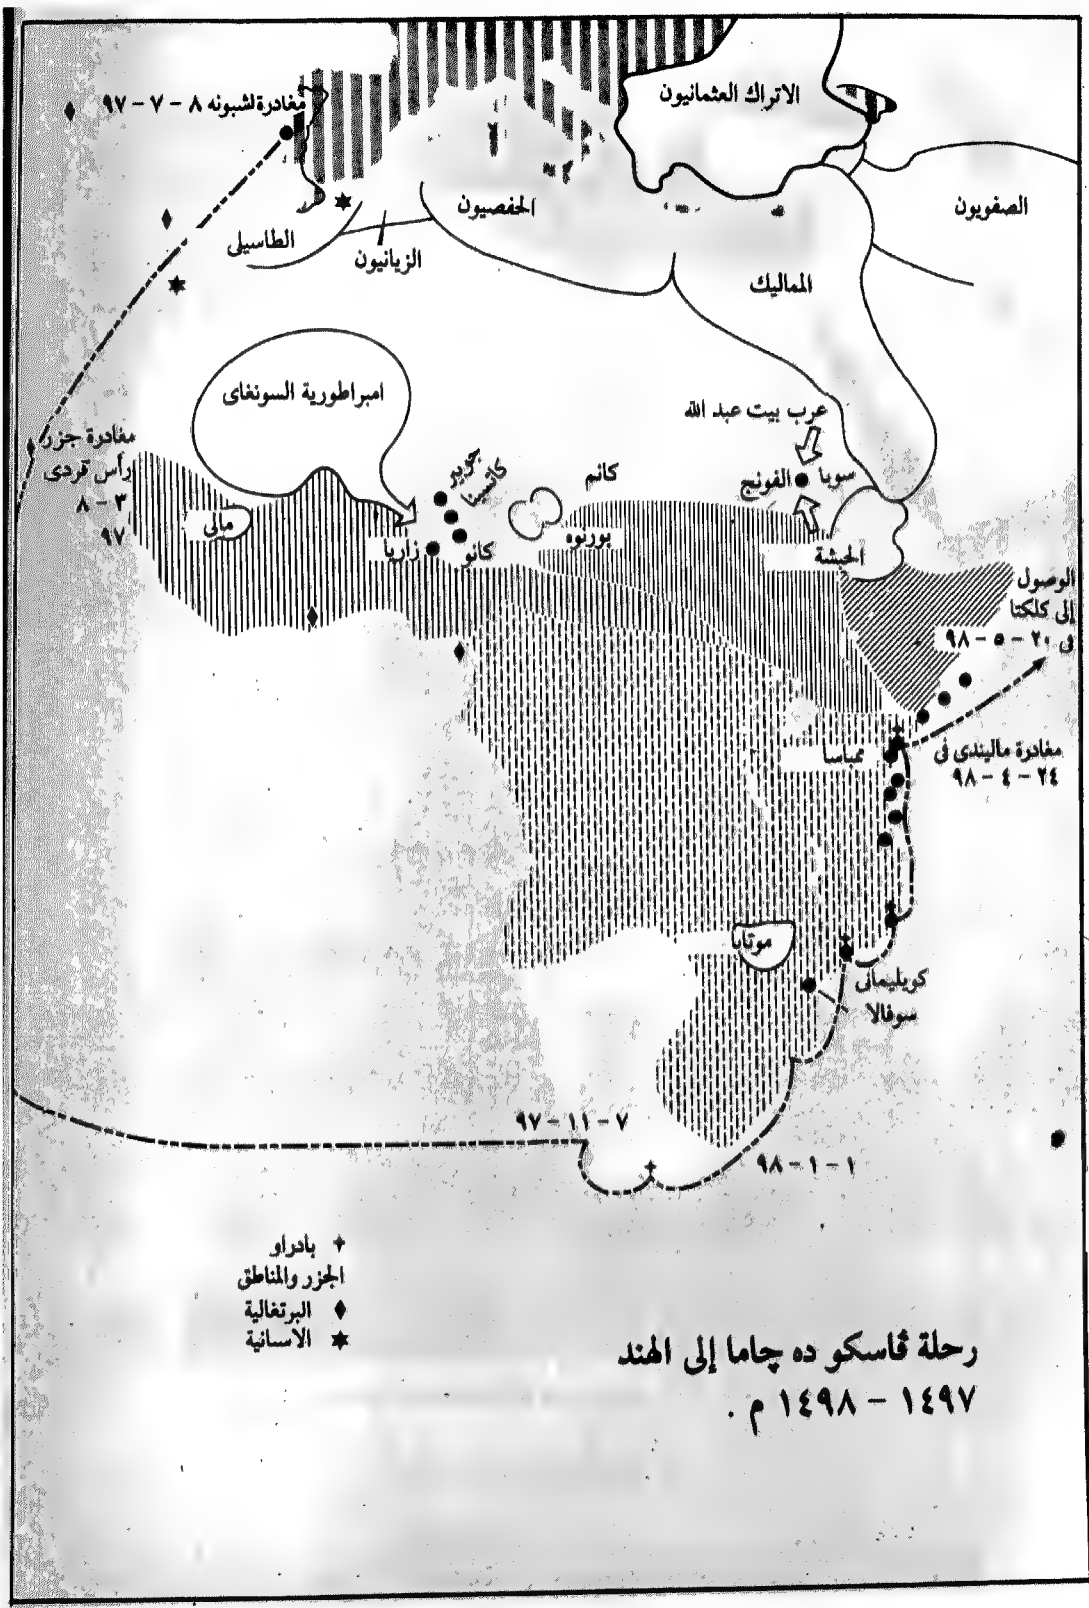 الاتراك العثمانيون
مغادرة لشبونه ٨ - ٧ - ٩٧
الصفويون
الحفصيون
الطاسيلى
الزيانيون
المماليك
امبراطورية السونغاى
عرب بيت عبد الله
مغادرة جزر
رأس قردى
٣ - ٨
٩٧
جوبير
كاتسينا
كانم
سوبا
الفونج
مالى
زاريا
كانو
بورنوه
الحبشة
الوصول
إلى كلكتا
فى ٢٠ - ٥ - ٩٨
ممباسا
مغادرة ماليندى فى
٢٤ - ٤ - ٩٨
موتابا
كويليمانى
سوفالا
٧ - ١١ - ٩٧
١ - ١ - ٩٨
بادراو
الجزر والمناطق
البرتغالية
الاسبانية
رحلة ڤاسكو ده چاما إلى الهند
١٤٩٧ - ١٤٩٨ م .